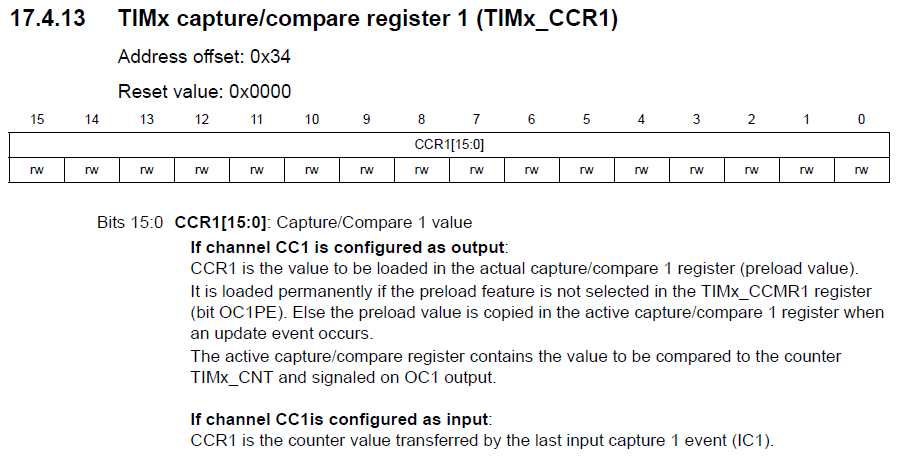 17.4.13 TIMx capture/compare register 1 (TIMx_CCR1)
Address offset: 0x34
Reset value: 0x0000
15 14 13 12 11 10 9 8 7 6 5 4 3 2 1 0
CCR1[15:0]
rw rw rw rw rw rw rw rw rw rw rw rw rw rw rw rw
Bits 15:0 CCR1[15:0]: Capture/Compare 1 value
If channel CC1 is configured as output:
CCR1 is the value to be loaded in the actual capture/compare 1 register (preload value).
It is loaded permanently if the preload feature is not selected in the TIMx_CCMR1 register
(bit OC1PE). Else the preload value is copied in the active capture/compare 1 register when
an update event occurs.
The active capture/compare register contains the value to be compared to the counter
TIMx_CNT and signaled on OC1 output.
If channel CC1is configured as input:
CCR1 is the counter value transferred by the last input capture 1 event (IC1).